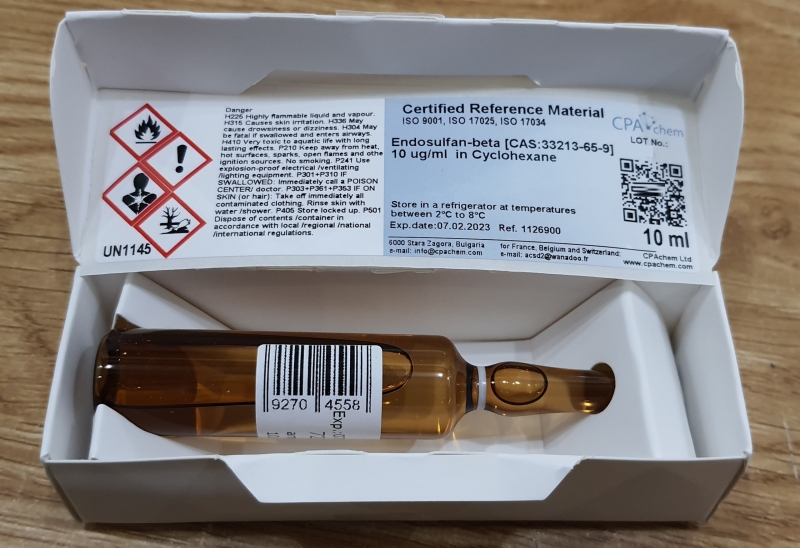 Danger
H225 Highly flammable liquid and vapour.
H315 Causes skin irritation. H336 May
cause drowsiness or dizziness. H304 May
be fatal if swallowed and enters airways.
H410 Very toxic to aquatic life with long
lasting effects. P210 Keep away from heat,
hot surfaces, sparks, open flames and othe
ignition sources. No smoking. P241 Use
explosion-proof electrical /ventilating
/lighting equipment. P301+P310 IF
SWALLOWED: Immediately call a POISON
CENTER/ doctor. P303+P361+P353 IF ON
SKIN (or hair): Take off immediately all
contaminated clothing. Rinse skin with
water /shower. P405 Store locked up. P501
Dispose of contents /container in
accordance with local /regional /national
/international regulations.
UN1145
Certified Reference Material
ISO 9001, ISO 17025, ISO 17034
CPAchem
LOT No.:
Endosulfan-beta [CAS:33213-65-9]
10 ug/ml in Cyclohexane
Store in a refrigerator at temperatures
between 2°C to 8°C
Exp.date:07.02.2023 Ref. 1126900
10 ml
6000 Stara Zagora, Bulgaria
e-mail: info@cpachem.com
for France, Belgium and Switzerland:
e-mail: acsd2@wanadoo.fr
CPAchem Ltd
www.cpachem.com
9270 4558
Exp.